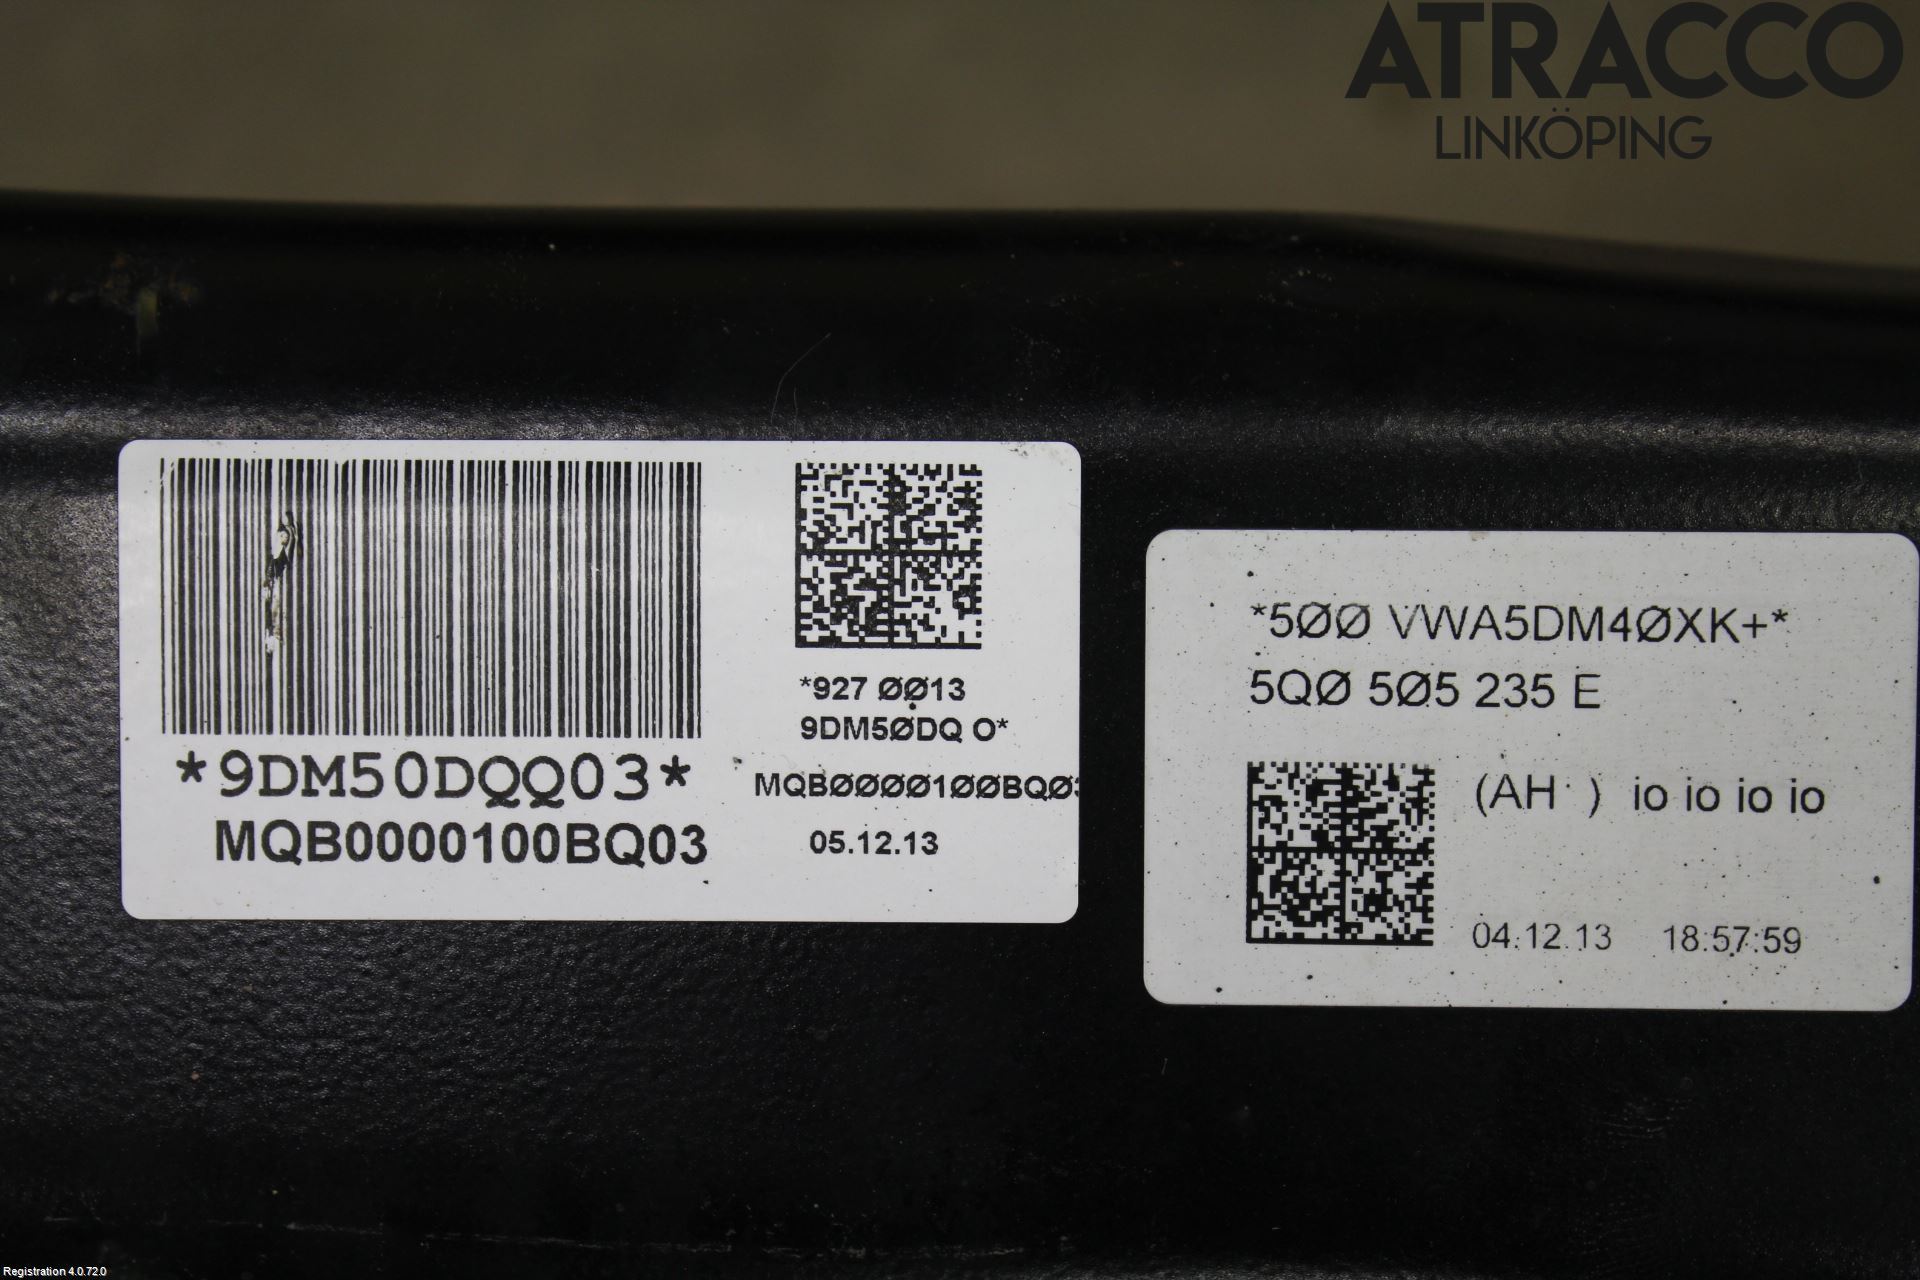 ATRACCO
LINKÖPING
*9DM50DQQ03*
MQB0000100BQ03
*927 ØØ13
9DM5ØDQ O*
MQBØØØØ1ØØBQØ3
05.12.13
*5ØØ VWA5DM4ØXK+*
5QØ 5Ø5 235 E
(AH ) io io io io
04.12.13 18:57:59
Registration 4.0.72.0